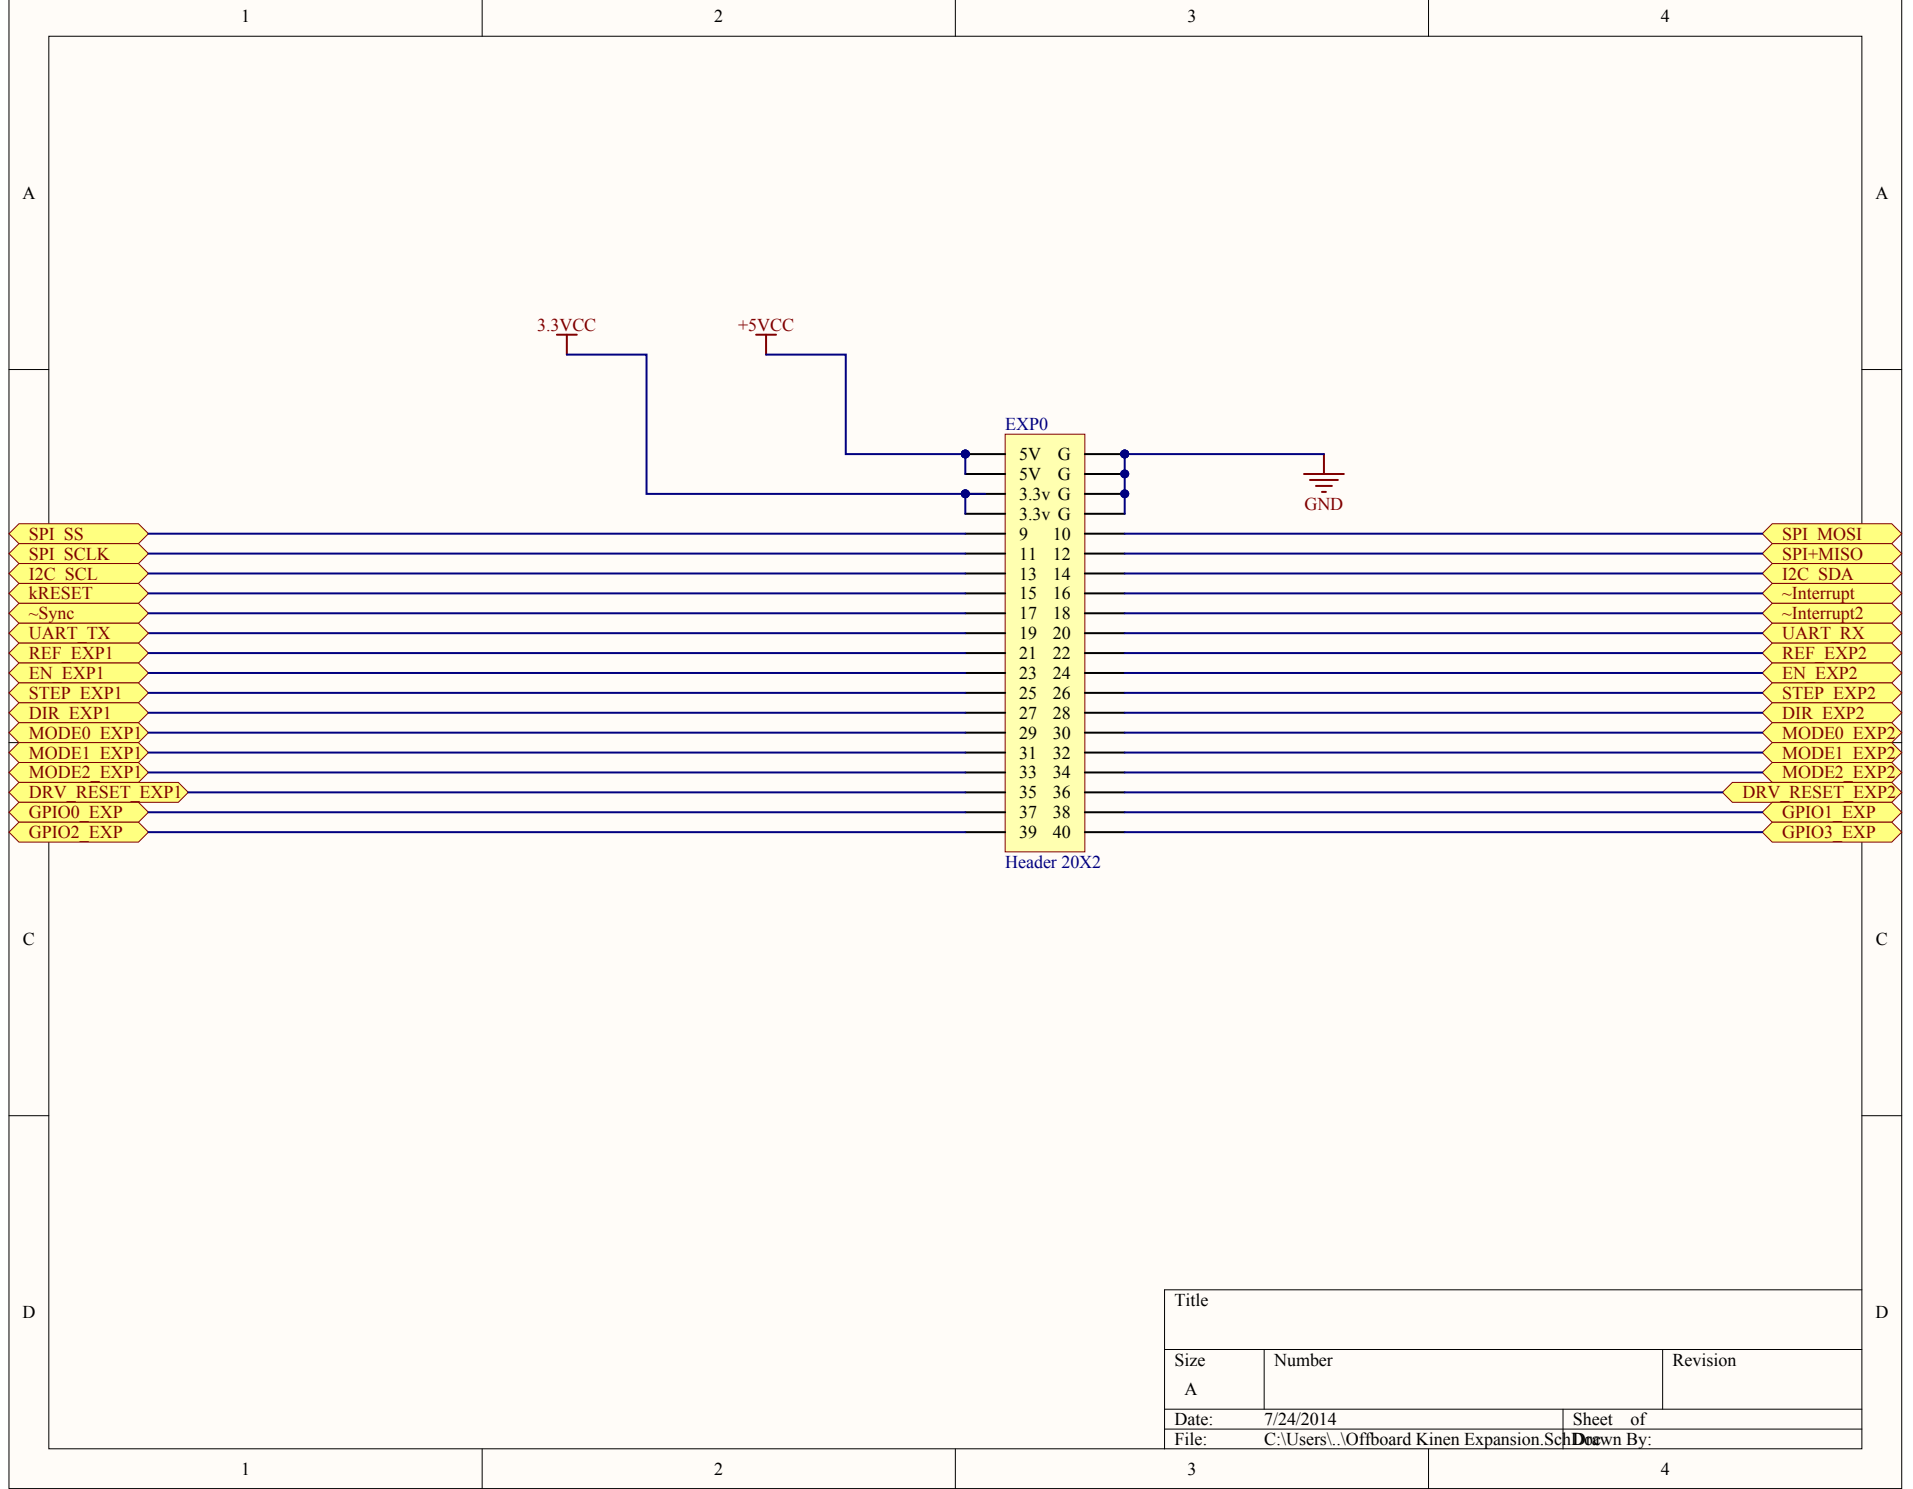 1 2 3 4
A A
3.3VCC +5VCC
EXP0
5V G
5V G
3.3v G
3.3v G
GND
SPI_SS 9 10 SPI_MOSI
SPI_SCLK 11 12 SPI+MISO
I2C_SCL 13 14 I2C_SDA
kRESET 15 16 ~Interrupt
~Sync 17 18 ~Interrupt2
UART_TX 19 20 UART_RX
REF_EXP1 21 22 REF_EXP2
EN_EXP1 23 24 EN_EXP2
STEP_EXP1 25 26 STEP_EXP2
DIR_EXP1 27 28 DIR_EXP2
MODE0_EXP1 29 30 MODE0_EXP2
MODE1_EXP1 31 32 MODE1_EXP2
MODE2_EXP1 33 34 MODE2_EXP2
DRV_RESET_EXP1 35 36 DRV_RESET_EXP2
GPIO0_EXP 37 38 GPIO1_EXP
GPIO2_EXP 39 40 GPIO3_EXP
Header 20X2
C C
D D
Title
Size Number Revision
A
Date: 7/24/2014 Sheet of
File: C:\Users\..\Offboard Kinen Expansion.SchDoc Drawn By:
1 2 3 4